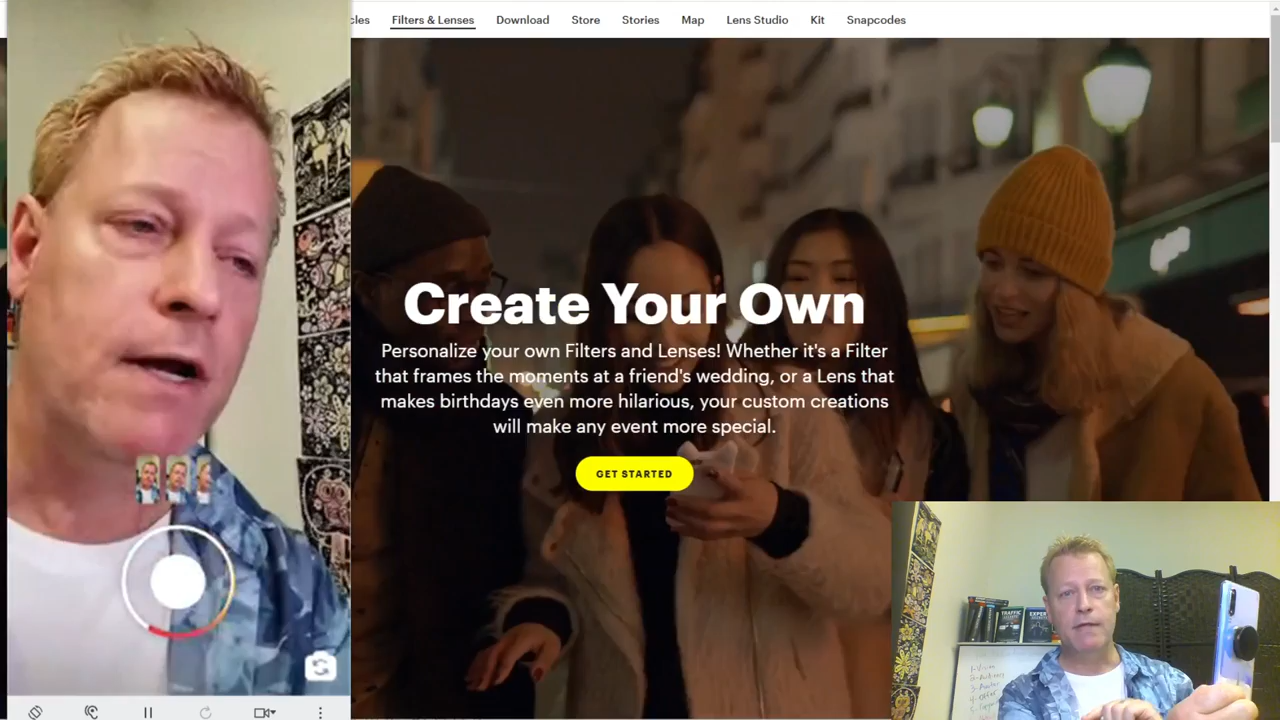 cles Filters & Lenses Download Store Stories Map Lens Studio Kit Snapcodes
Create Your Own
Personalize your own Filters and Lenses! Whether it's a Filter
that frames the moments at a friend's wedding, or a Lens that
makes birthdays even more hilarious, your custom creations
will make any event more special.
GET STARTED
TRAFFIC
EXPER